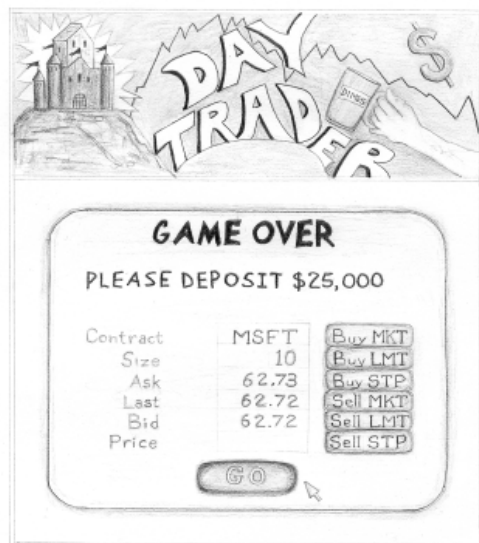 $
DAY
DIMES
TRADER
GAME OVER
PLEASE DEPOSIT $25,000
Contract MSFT Buy MKT
Size 10 Buy LMT
Ask 62.73 Buy STP
Last 62.72 Sell MKT
Bid 62.72 Sell LMT
Price Sell STP
GO